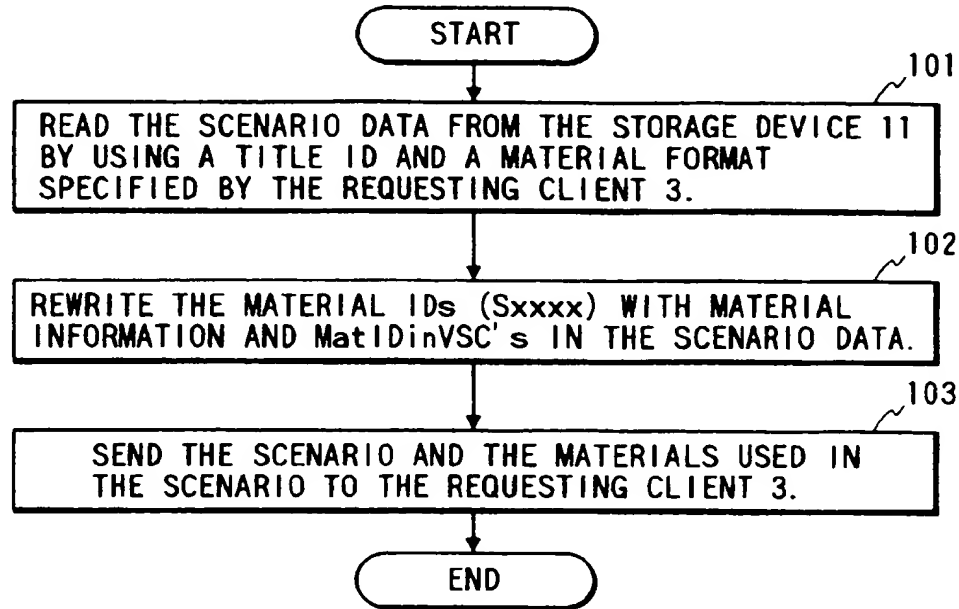 START
101
READ THE SCENARIO DATA FROM THE STORAGE DEVICE 11
BY USING A TITLE ID AND A MATERIAL FORMAT
SPECIFIED BY THE REQUESTING CLIENT 3.
102
REWRITE THE MATERIAL IDs (Sxxxx) WITH MATERIAL
INFORMATION AND MatIDinVSC's IN THE SCENARIO DATA.
103
SEND THE SCENARIO AND THE MATERIALS USED IN
THE SCENARIO TO THE REQUESTING CLIENT 3.
END